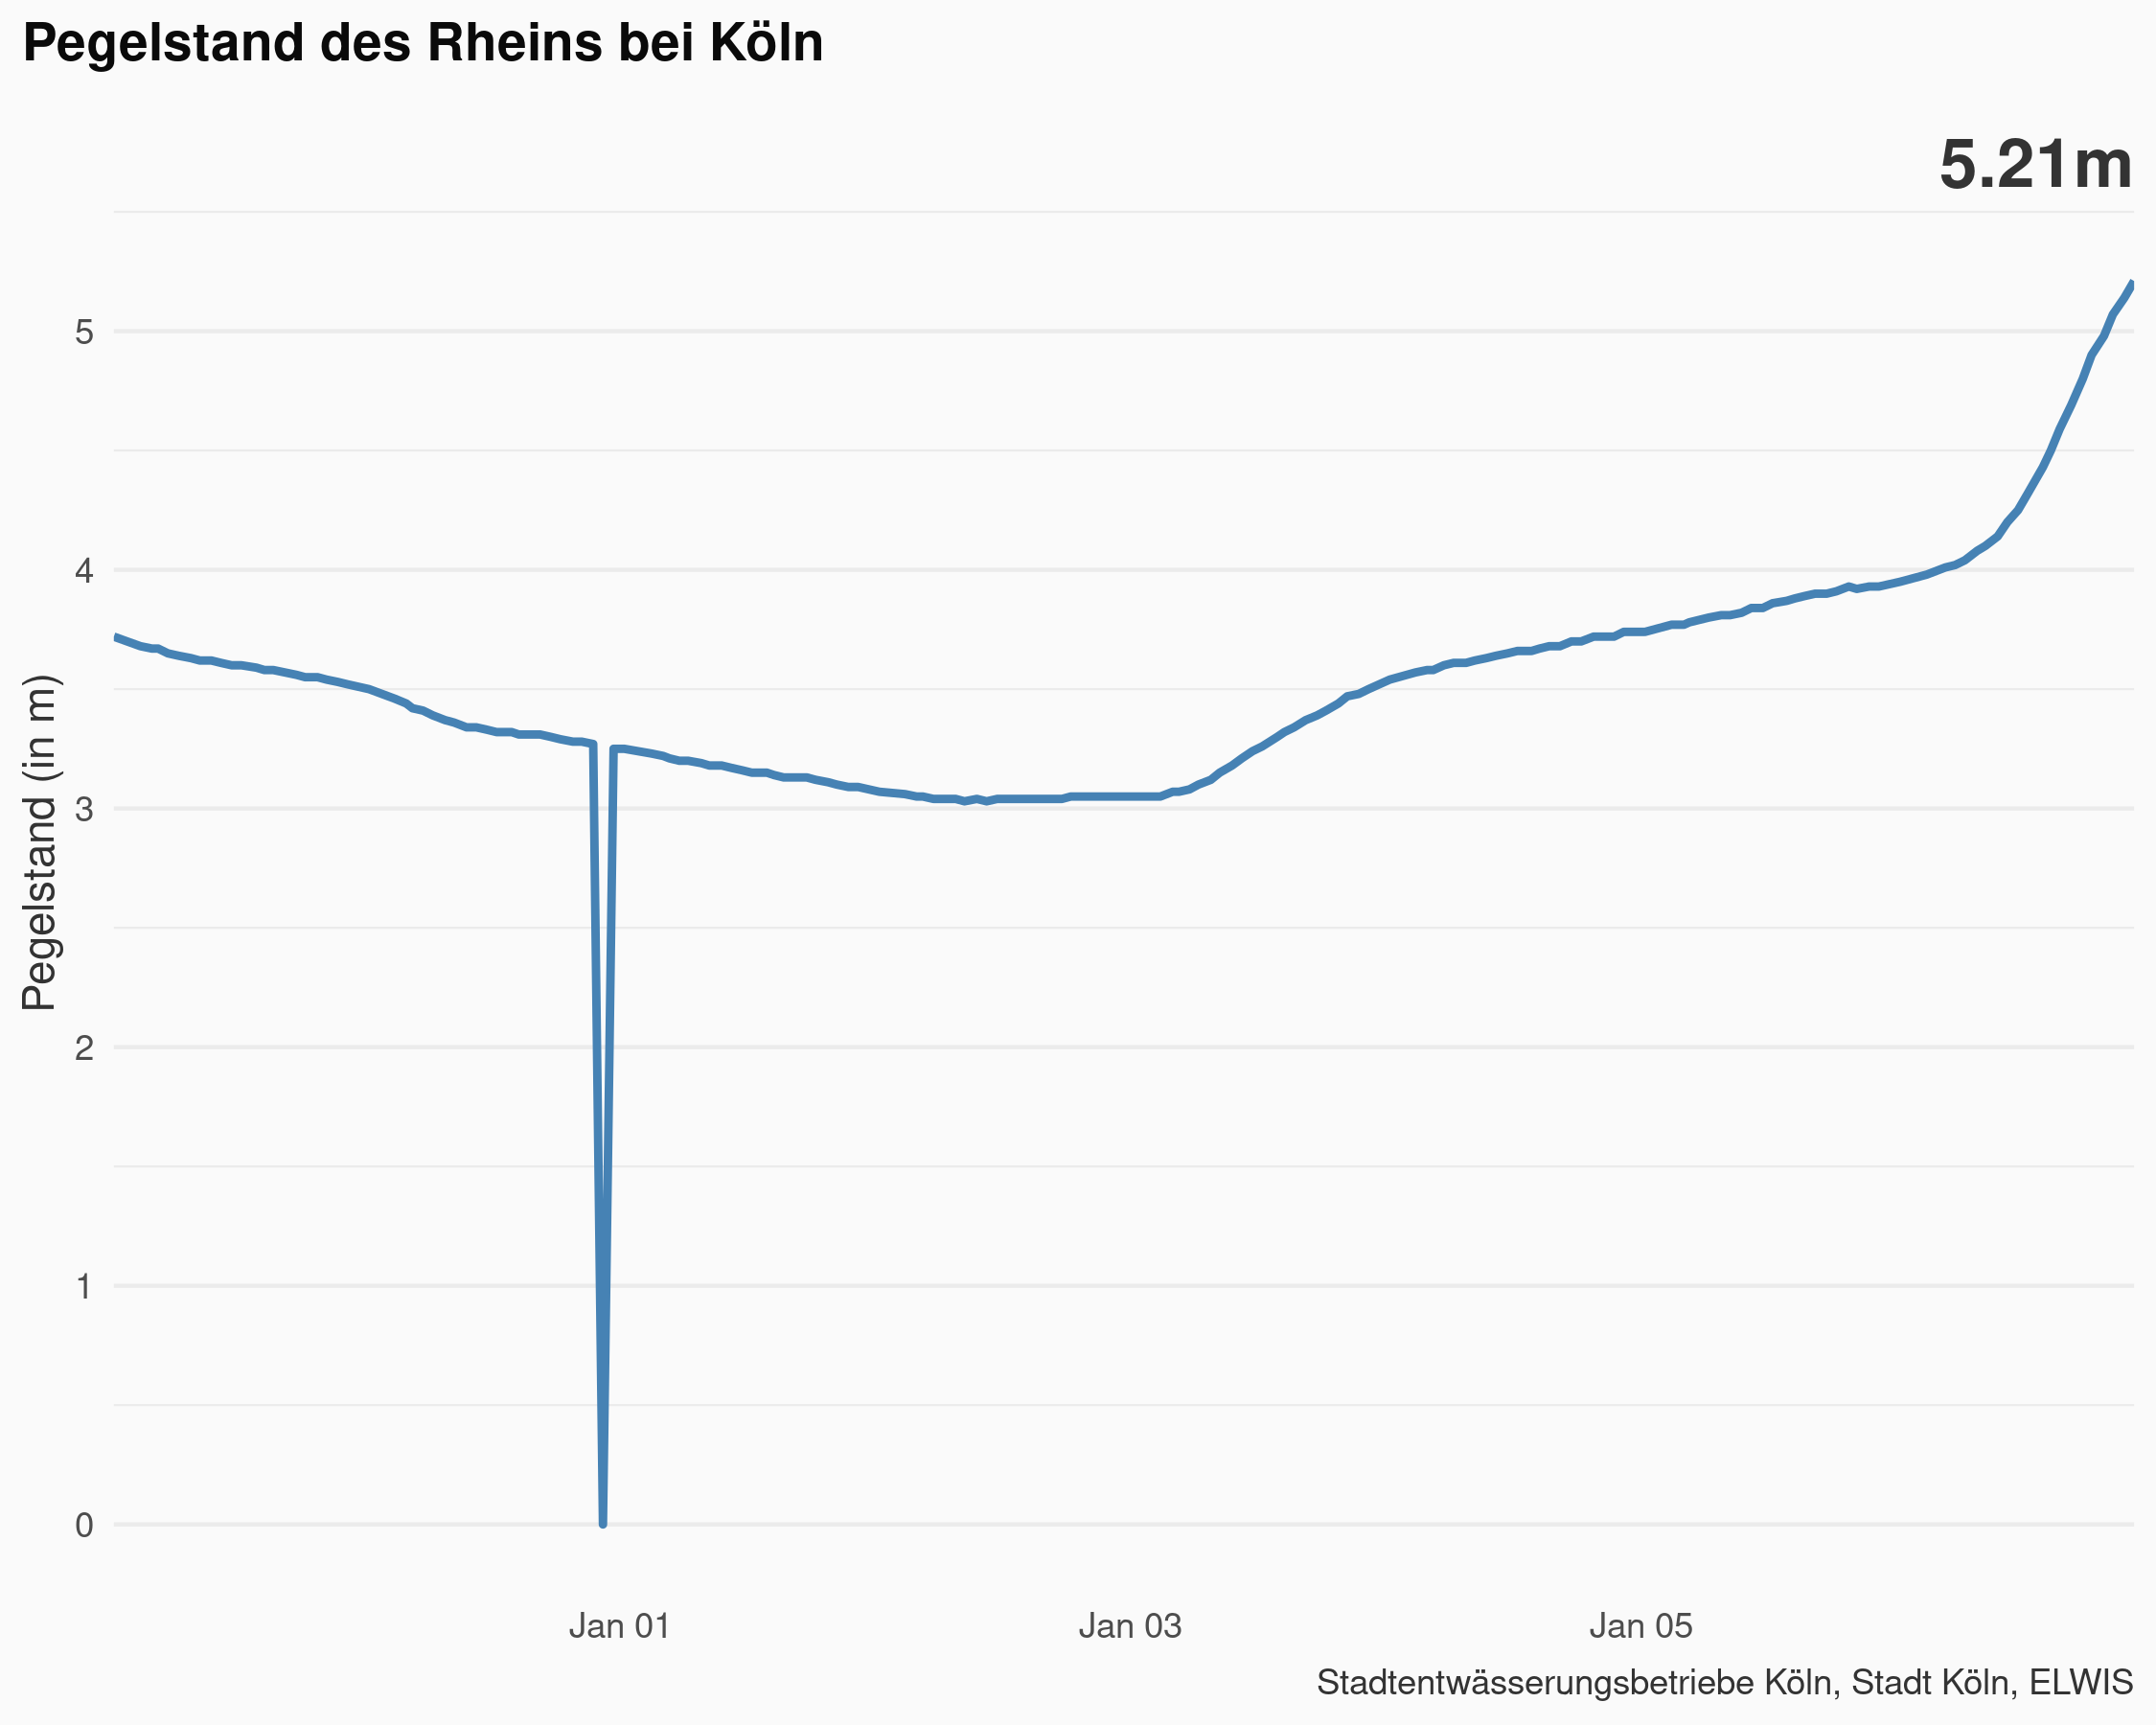 Pegelstand des Rheins bei Köln
5.21m
Pegelstand (in m)
5
4
3
2
1
0
Jan 01
Jan 03
Jan 05
Stadtentwässerungsbetriebe Köln, Stadt Köln, ELWIS